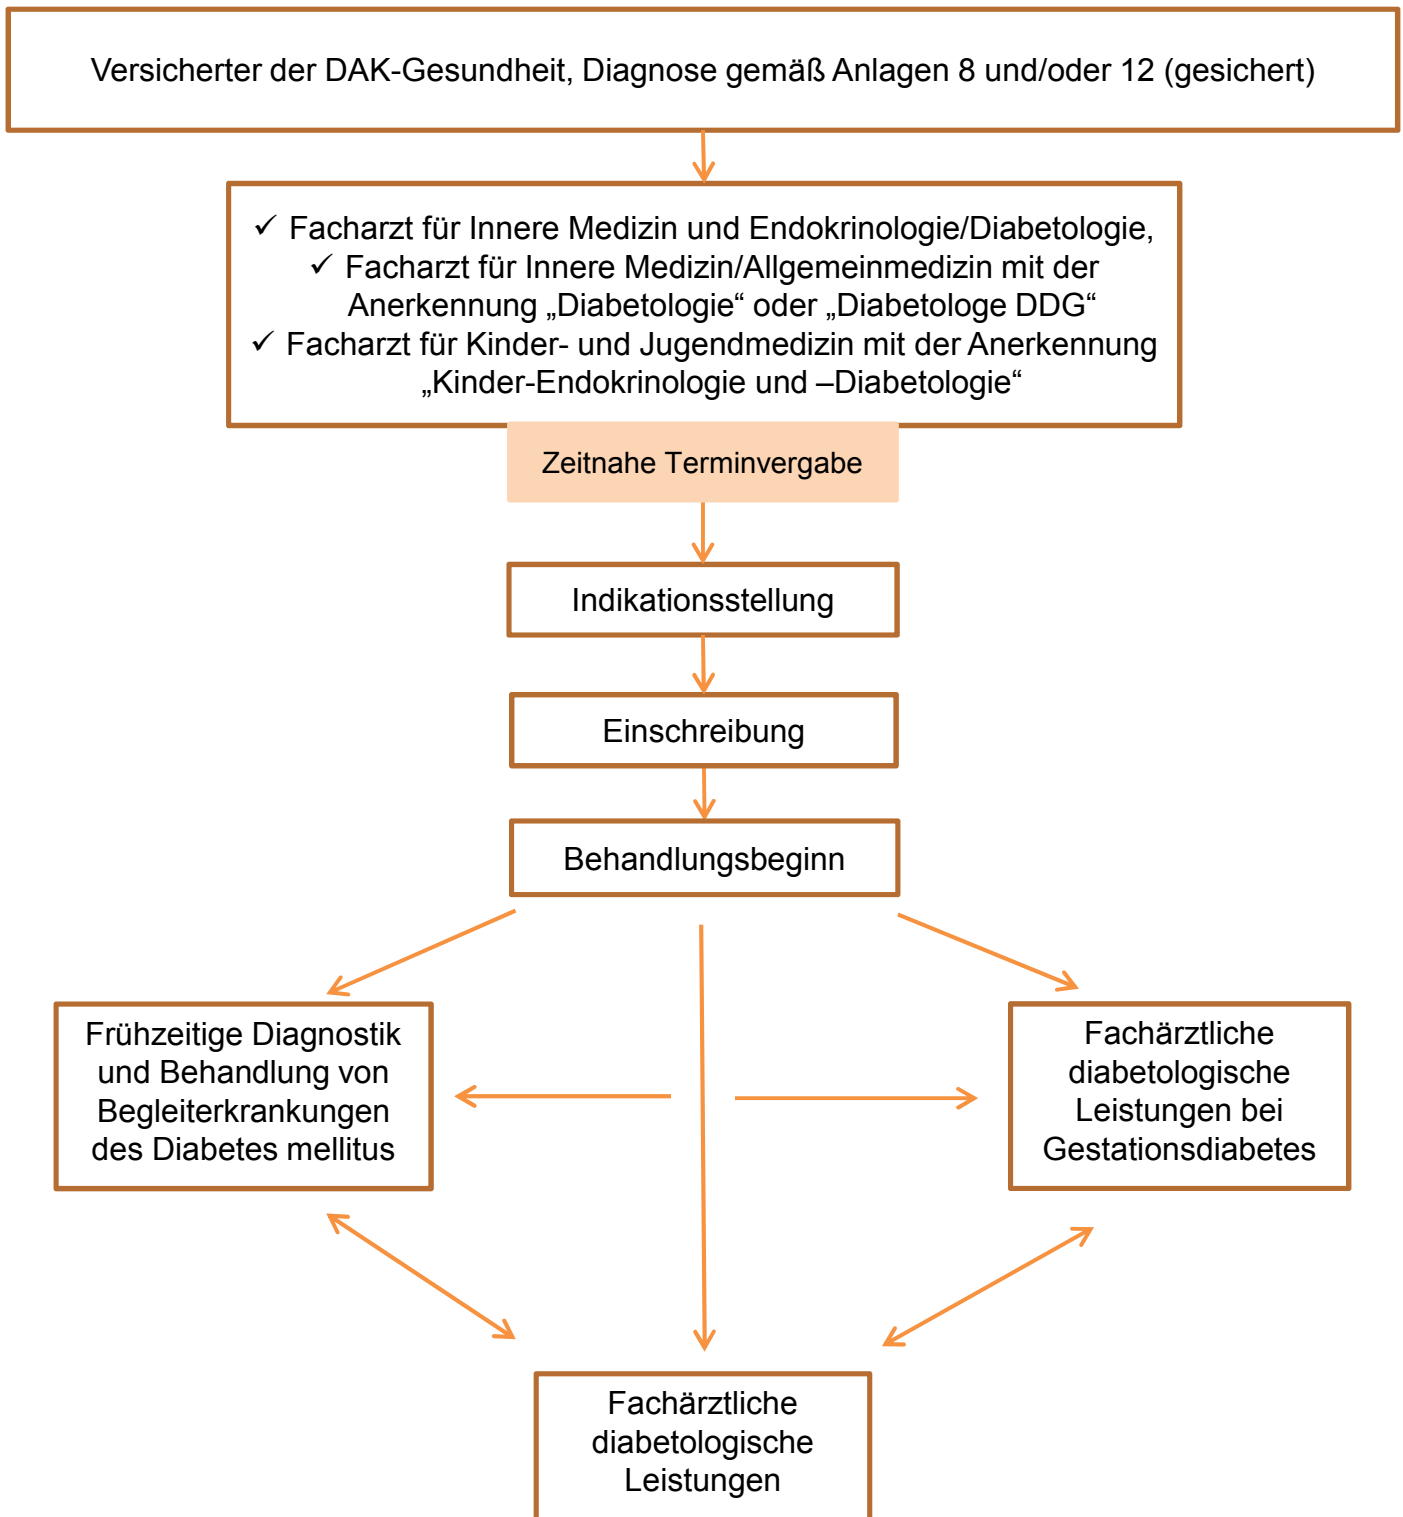 Versicherter der DAK-Gesundheit, Diagnose gemäß Anlagen 8 und/oder 12 (gesichert)
✓ Facharzt für Innere Medizin und Endokrinologie/Diabetologie,
✓ Facharzt für Innere Medizin/Allgemeinmedizin mit der
Anerkennung „Diabetologie“ oder „Diabetologe DDG“
✓ Facharzt für Kinder- und Jugendmedizin mit der Anerkennung
„Kinder-Endokrinologie und –Diabetologie“
Zeitnahe Terminvergabe
Indikationsstellung
Einschreibung
Behandlungsbeginn
Frühzeitige Diagnostik
und Behandlung von
Begleiterkrankungen
des Diabetes mellitus
Fachärztliche
diabetologische
Leistungen bei
Gestationsdiabetes
Fachärztliche
diabetologische
Leistungen